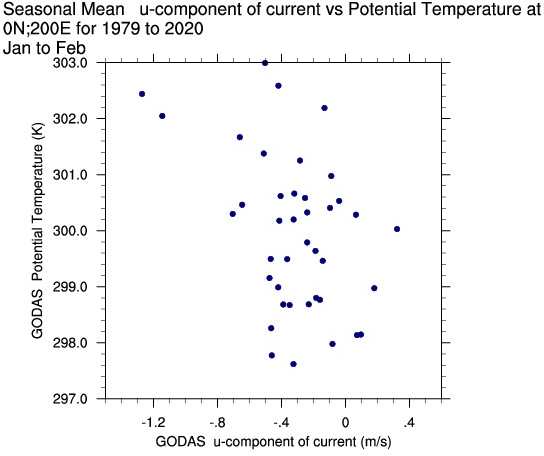 Seasonal Mean u-component of current vs Potential Temperature at
0N;200E for 1979 to 2020
Jan to Feb
303.0
302.0
301.0
300.0
299.0
298.0
297.0
GODAS Potential Temperature (K)
-1.2 -.8 -.4 0 .4
GODAS u-component of current (m/s)